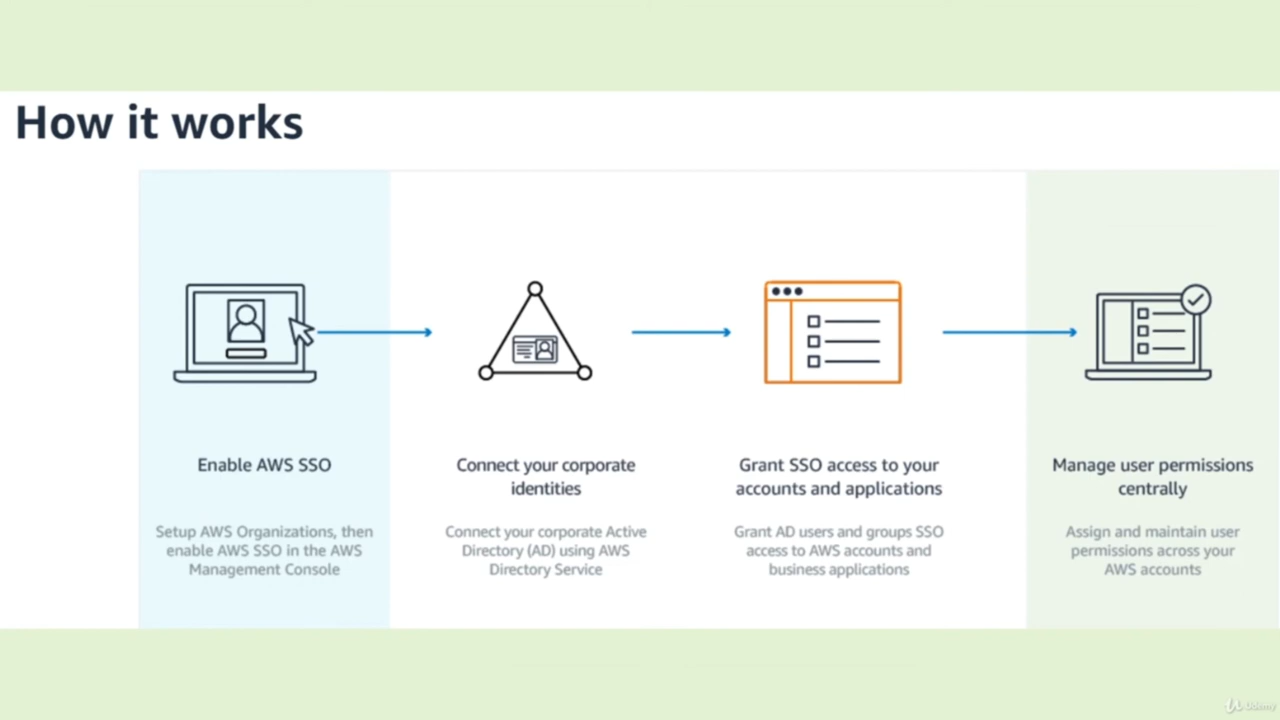 How it works
Enable AWS SSO
Setup AWS Organizations, then
enable AWS SSO in the AWS
Management Console
Connect your corporate
identities
Connect your corporate Active
Directory (AD) using AWS
Directory Service
Grant SSO access to your
accounts and applications
Grant AD users and groups SSO
access to AWS accounts and
business applications
Manage user permissions
centrally
Assign and maintain user
permissions across your
AWS accounts
Udemy